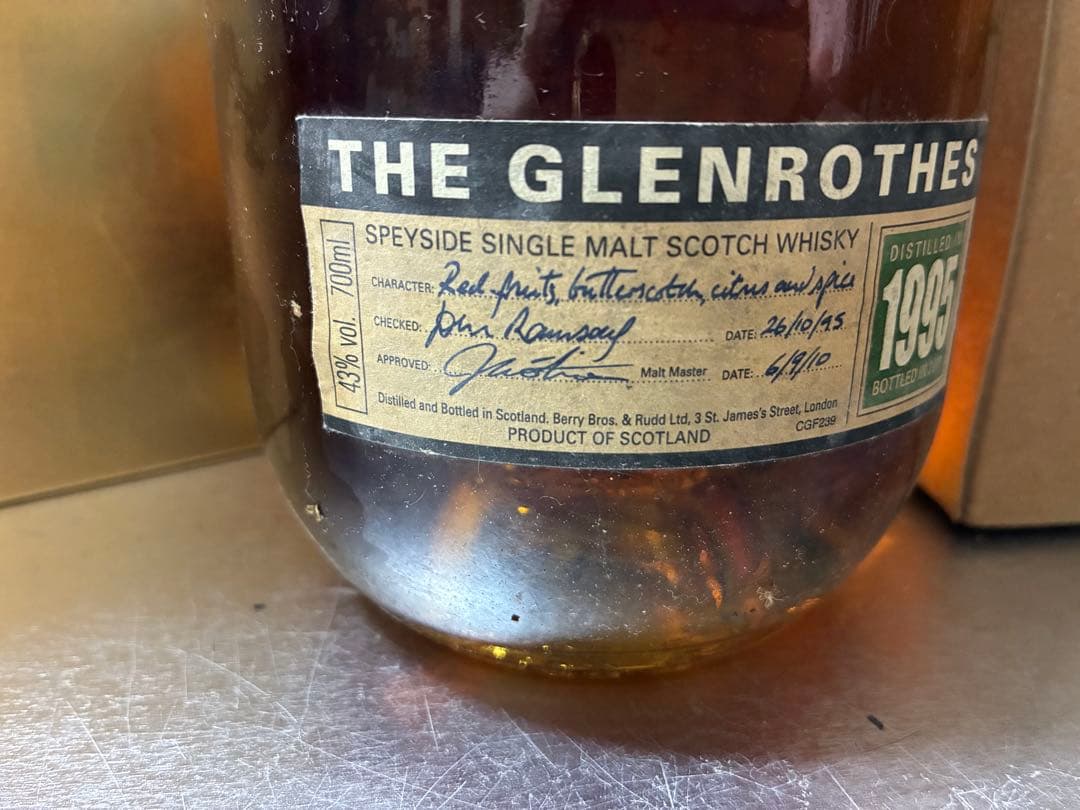 THE GLENROTHES
43% vol. 700ml
SPEYSIDE SINGLE MALT SCOTCH WHISKY
CHARACTER: Red fruits, butterscotch, citrus and spice
CHECKED: John Ramsay DATE: 26/10/95
APPROVED: Malt Master DATE: 6/9/10
Distilled and Bottled in Scotland. Berry Bros. & Rudd Ltd, 3 St. James's Street, London
CGF239
PRODUCT OF SCOTLAND
DISTILLED IN
1995
BOTTLED IN